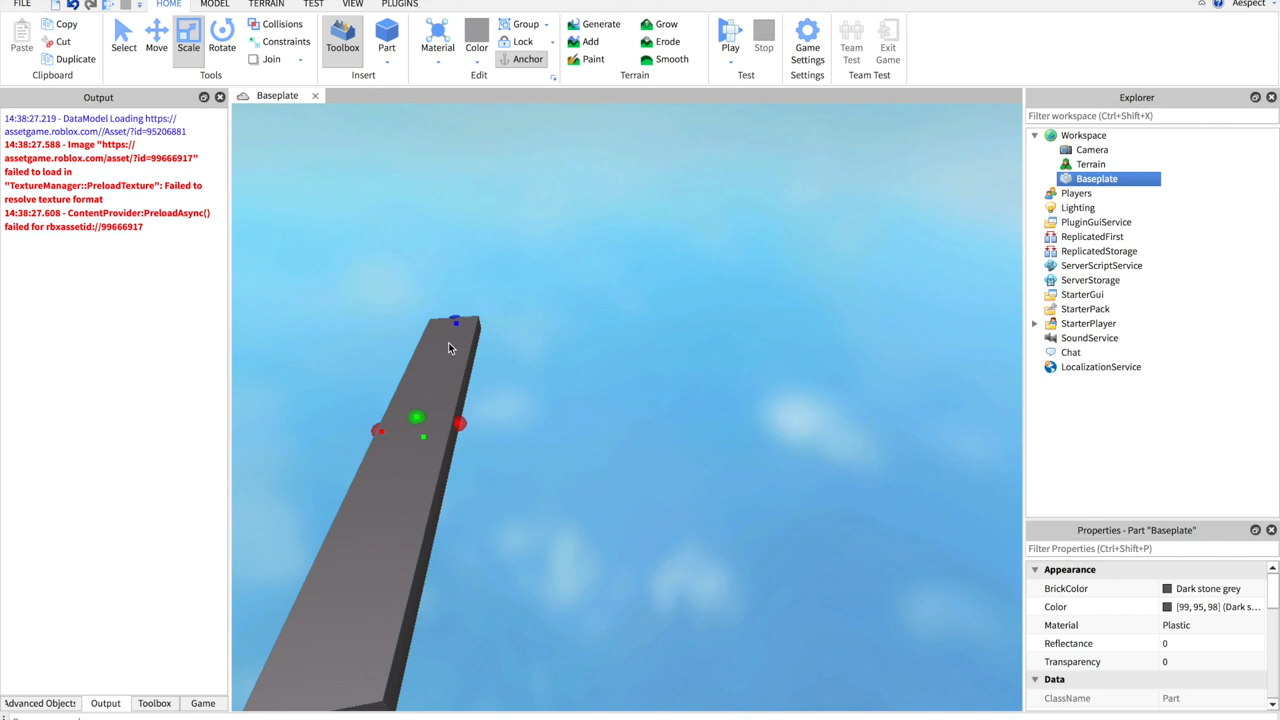 FILE
HOME
MODEL
TERRAIN
TEST
VIEW
PLUGINS
Aespect
Paste
Copy
Cut
Duplicate
Clipboard
Select
Move
Scale
Rotate
Collisions
Constraints
Join
Tools
Toolbox
Part
Insert
Material
Color
Group
Lock
Anchor
Edit
Generate
Add
Paint
Grow
Erode
Smooth
Terrain
Play
Stop
Test
Game
Settings
Settings
Team
Test
Exit
Game
Team Test
Output
14:38:27.219 - DataModel Loading https://
assetgame.roblox.com//Asset/?id=95206881
14:38:27.588 - Image "https://
assetgame.roblox.com/asset/?id=99666917"
failed to load in
"TextureManager::PreloadTexture": Failed to
resolve texture format
14:38:27.608 - ContentProvider:PreloadAsync()
failed for rbxassetid://99666917
Advanced Objects
Output
Toolbox
Game
Baseplate
Explorer
Filter workspace (Ctrl+Shift+X)
Workspace
Camera
Terrain
Baseplate
Players
Lighting
PluginGuiService
ReplicatedFirst
ReplicatedStorage
ServerScriptService
ServerStorage
StarterGui
StarterPack
StarterPlayer
SoundService
Chat
LocalizationService
Properties - Part "Baseplate"
Filter Properties (Ctrl+Shift+P)
Appearance
BrickColor Dark stone grey
Color [99, 95, 98] (Dark s...
Material Plastic
Reflectance 0
Transparency 0
Data
ClassName Part